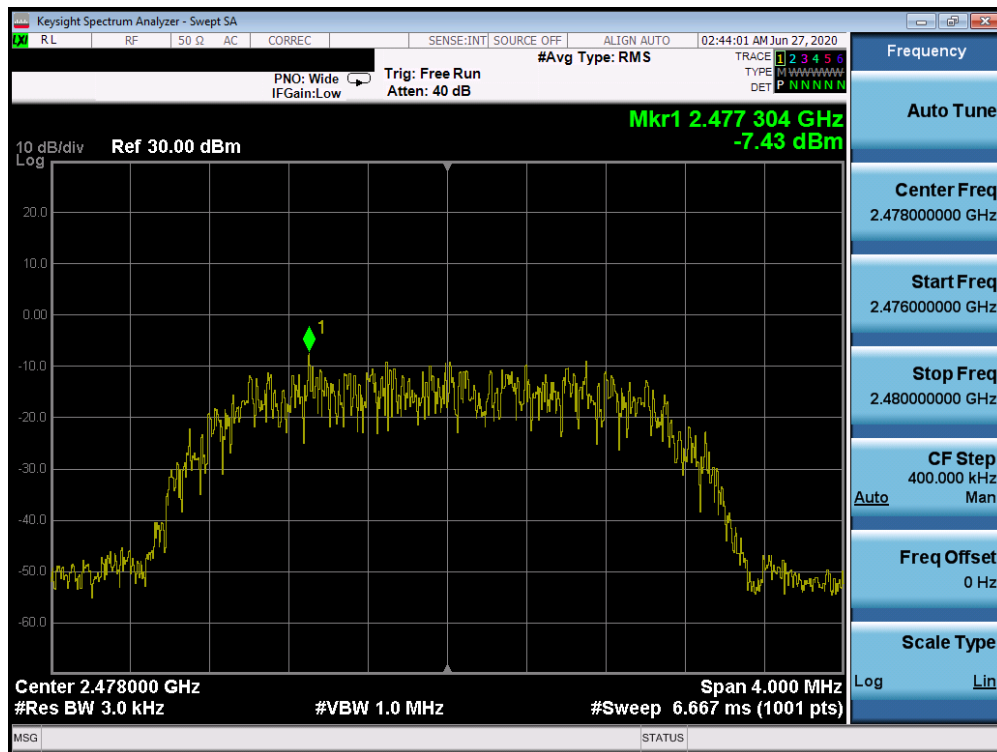 Keysight Spectrum Analyzer - Swept SA
LXI RL RF 50 Ω AC CORREC SENSE:INT SOURCE OFF ALIGN AUTO 02:44:01 AM Jun 27, 2020
PNO: Wide
IFGain:Low
Trig: Free Run
Atten: 40 dB
#Avg Type: RMS
TRACE 1 2 3 4 5 6
TYPE M W W W W W
DET P N N N N N
Mkr1 2.477 304 GHz
-7.43 dBm
10 dB/div Ref 30.00 dBm
Log
20.0
10.0
0.00
-10.0
-20.0
-30.0
-40.0
-50.0
-60.0
1
Center 2.478000 GHz Span 4.000 MHz
#Res BW 3.0 kHz #VBW 1.0 MHz #Sweep 6.667 ms (1001 pts)
MSG STATUS
Frequency
Auto Tune
Center Freq
2.478000000 GHz
Start Freq
2.476000000 GHz
Stop Freq
2.480000000 GHz
CF Step
400.000 kHz
Auto Man
Freq Offset
0 Hz
Scale Type
Log Lin